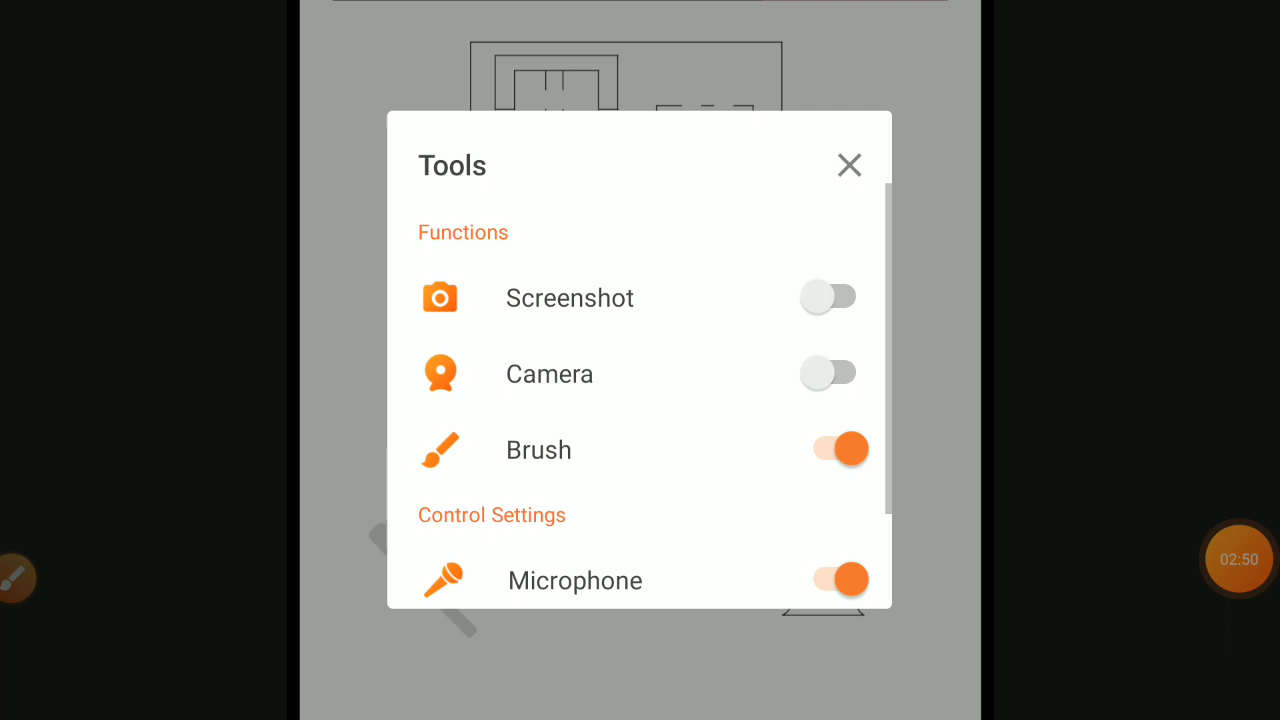 Tools
Functions
Screenshot
Camera
Brush
Control Settings
Microphone
02:50